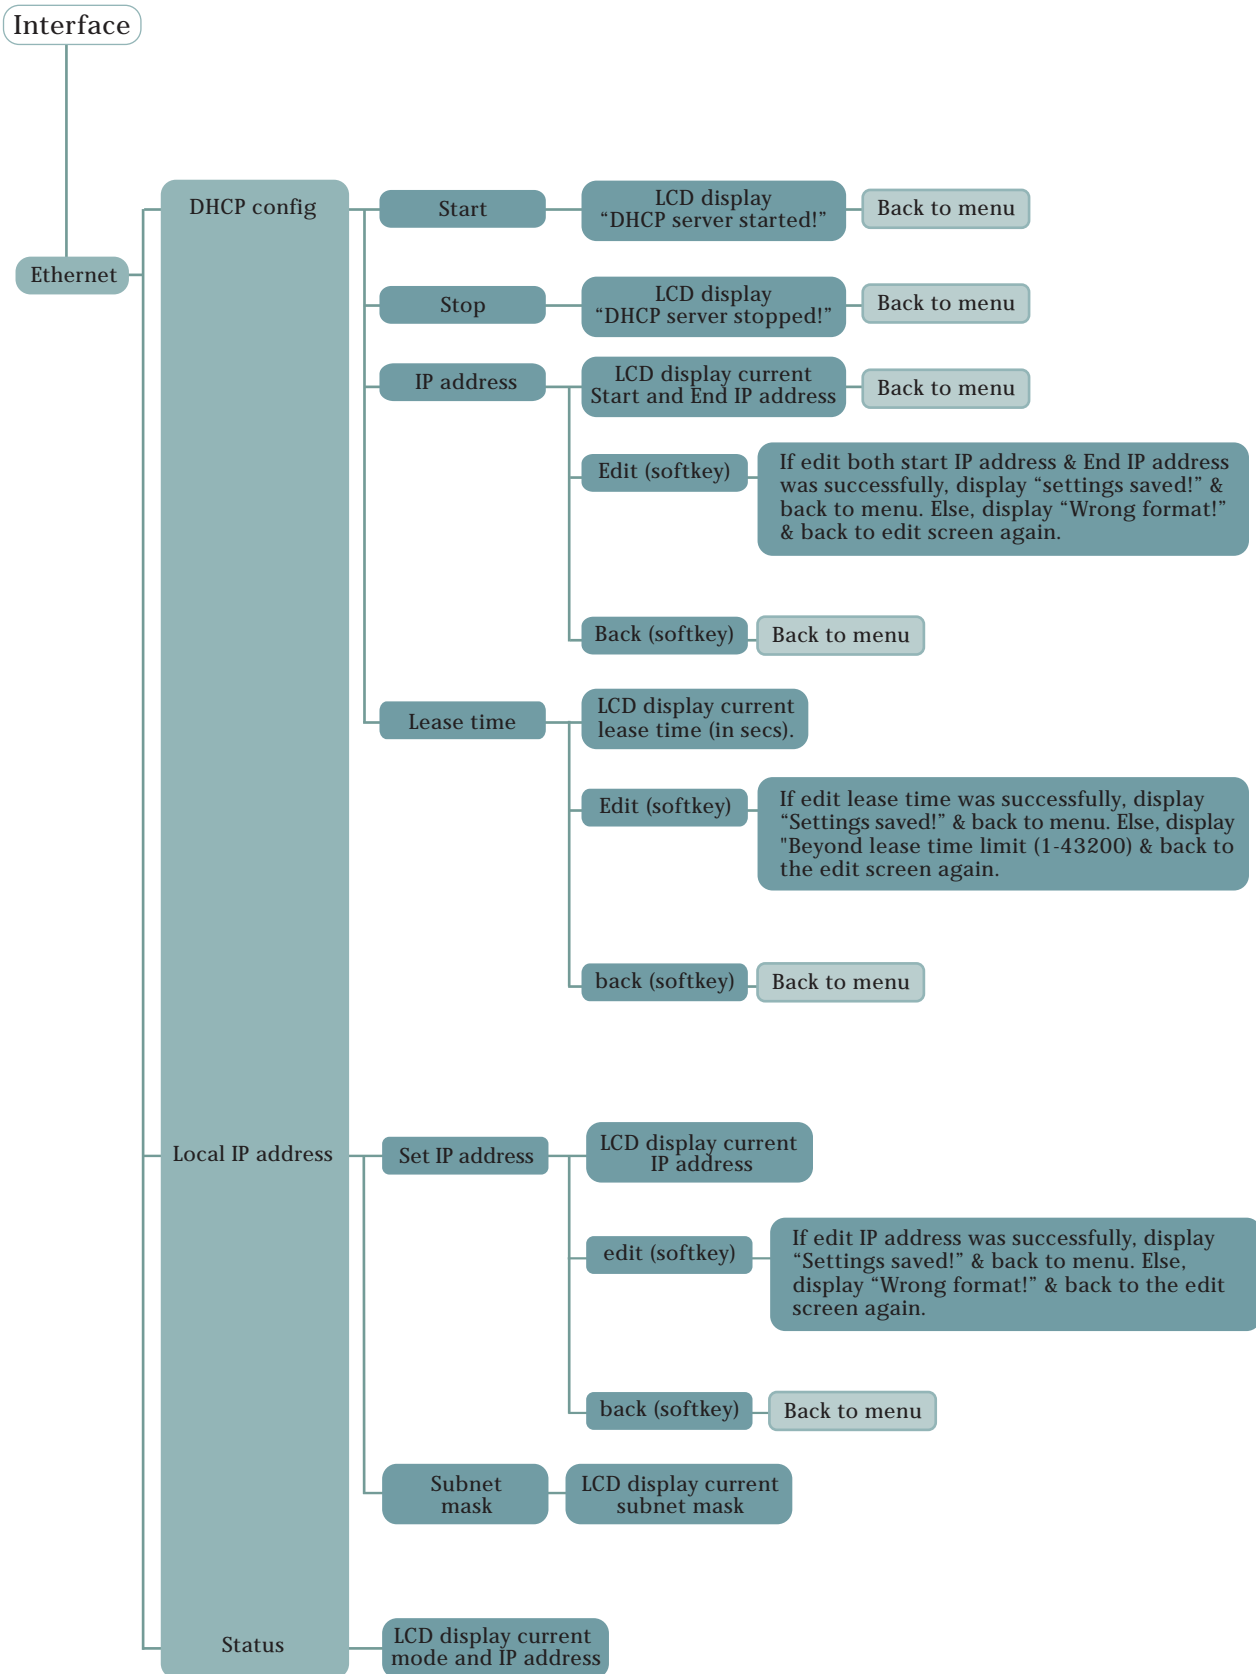 Interface
Ethernet
DHCP config
Start
LCD display
“DHCP server started!”
Back to menu
Stop
LCD display
“DHCP server stopped!”
Back to menu
IP address
LCD display current
Start and End IP address
Back to menu
Edit (softkey)
If edit both start IP address & End IP address
was successfully, display “settings saved!” &
back to menu. Else, display “Wrong format!”
& back to edit screen again.
Back (softkey)
Back to menu
Lease time
LCD display current
lease time (in secs).
Edit (softkey)
If edit lease time was successfully, display
“Settings saved!” & back to menu. Else, display
"Beyond lease time limit (1-43200) & back to
the edit screen again.
back (softkey)
Back to menu
Local IP address
Set IP address
LCD display current
IP address
edit (softkey)
If edit IP address was successfully, display
“Settings saved!” & back to menu. Else,
display “Wrong format!” & back to the edit
screen again.
back (softkey)
Back to menu
Subnet
mask
LCD display current
subnet mask
Status
LCD display current
mode and IP address